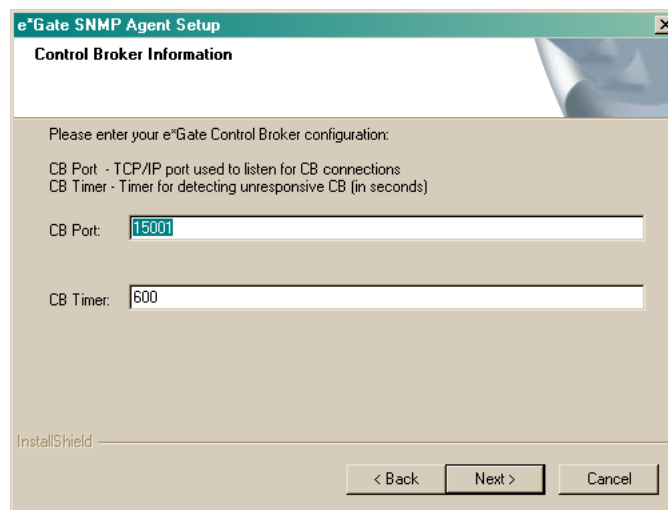 e*Gate SNMP Agent Setup
Control Broker Information
Please enter your e*Gate Control Broker configuration:
CB Port - TCP/IP port used to listen for CB connections
CB Timer - Timer for detecting unresponsive CB (in seconds)
CB Port: 15001
CB Timer: 600
InstallShield
< Back Next > Cancel